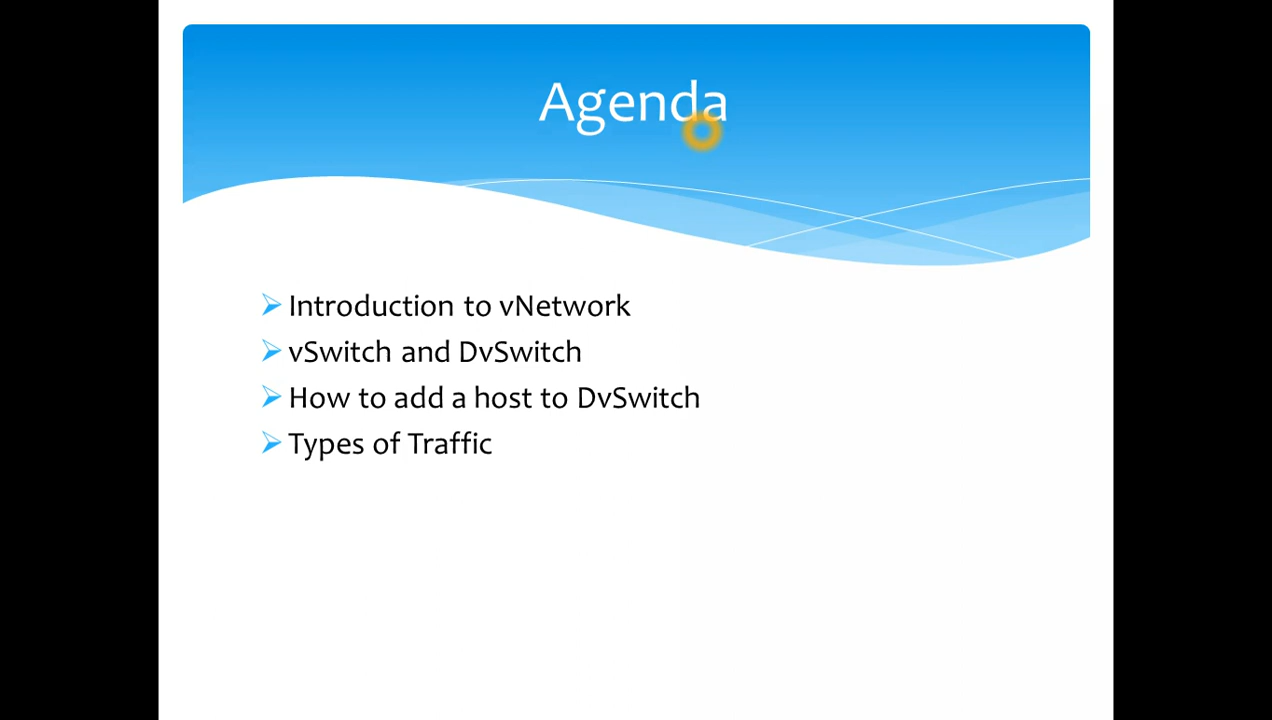 Agenda
Introduction to vNetwork
vSwitch and DvSwitch
How to add a host to DvSwitch
Types of Traffic